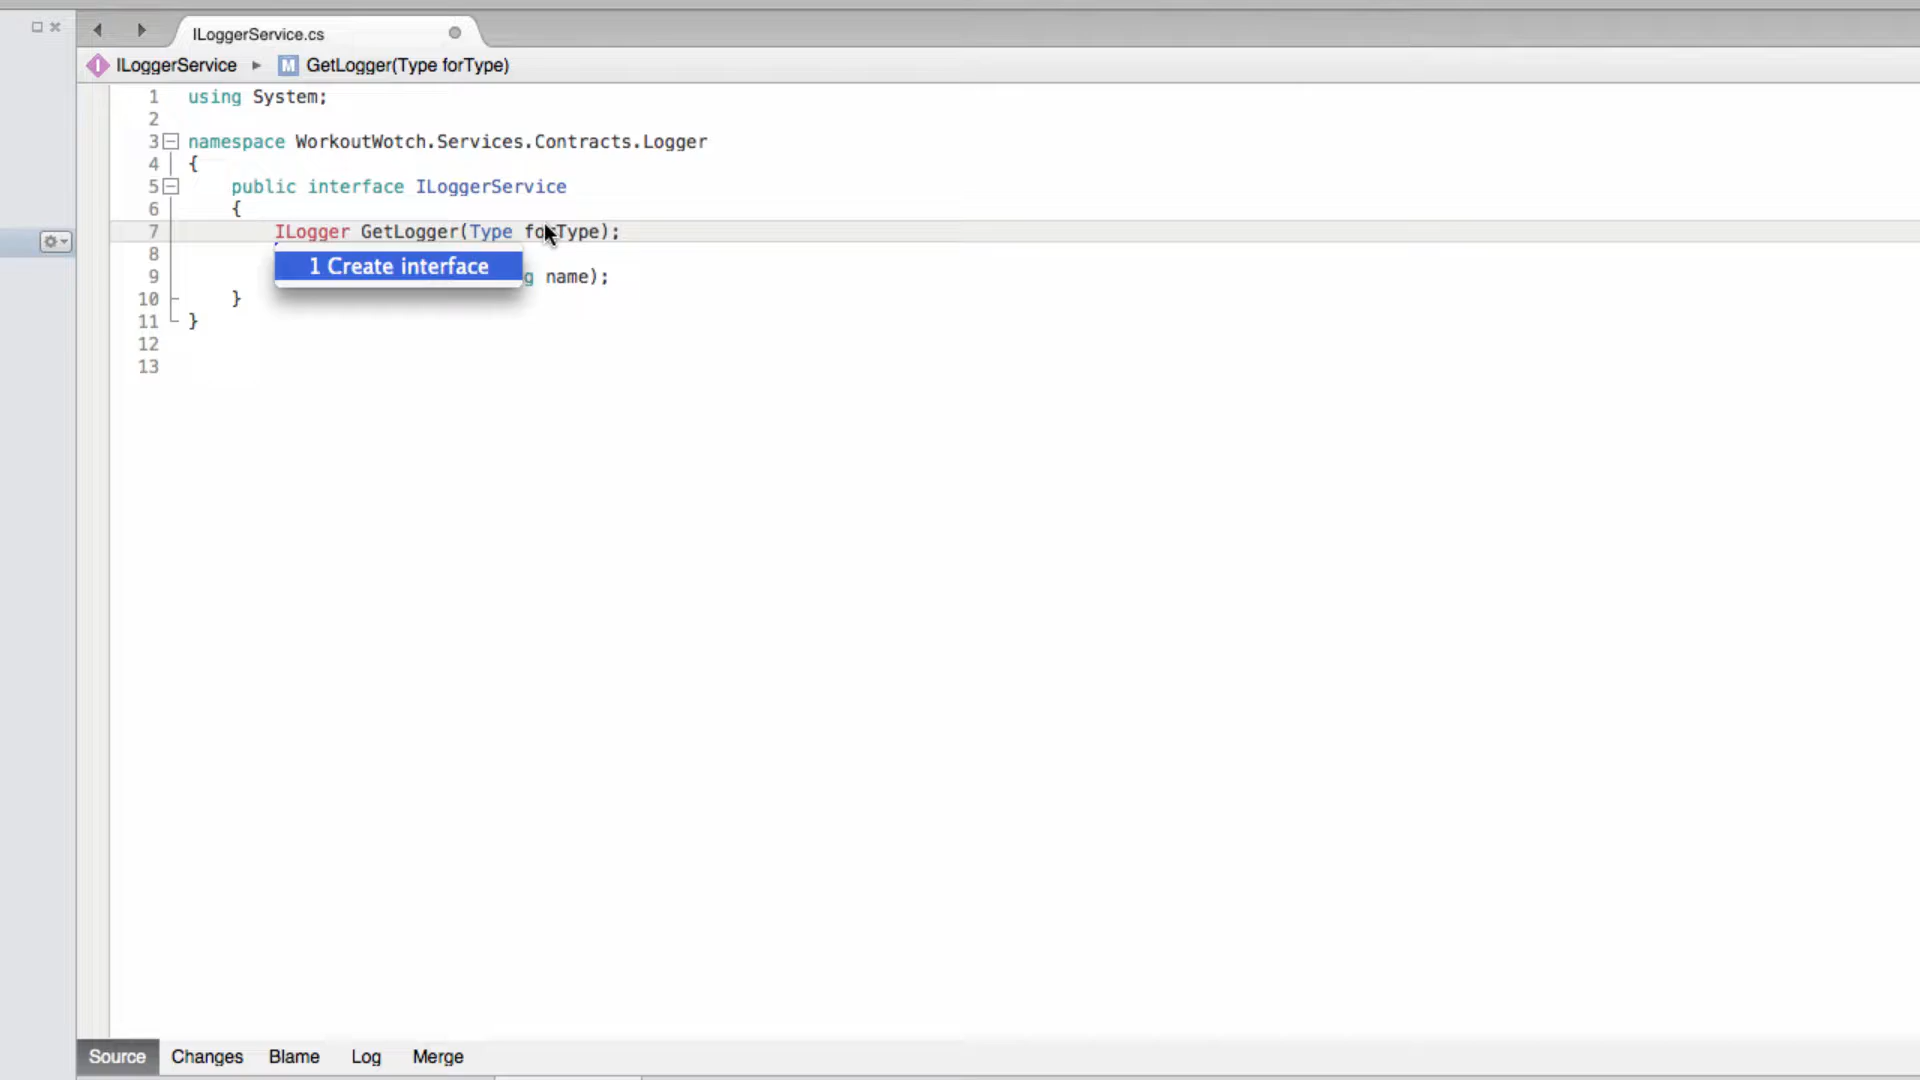 ILoggerService.cs
ILoggerService ▸ M GetLogger(Type forType)
1 using System;
2
3 namespace WorkoutWotch.Services.Contracts.Logger
4 {
5 public interface ILoggerService
6 {
7 ILogger GetLogger(Type forType);
8
1 Create interface
9 g name);
10 }
11 }
12
13
Source Changes Blame Log Merge